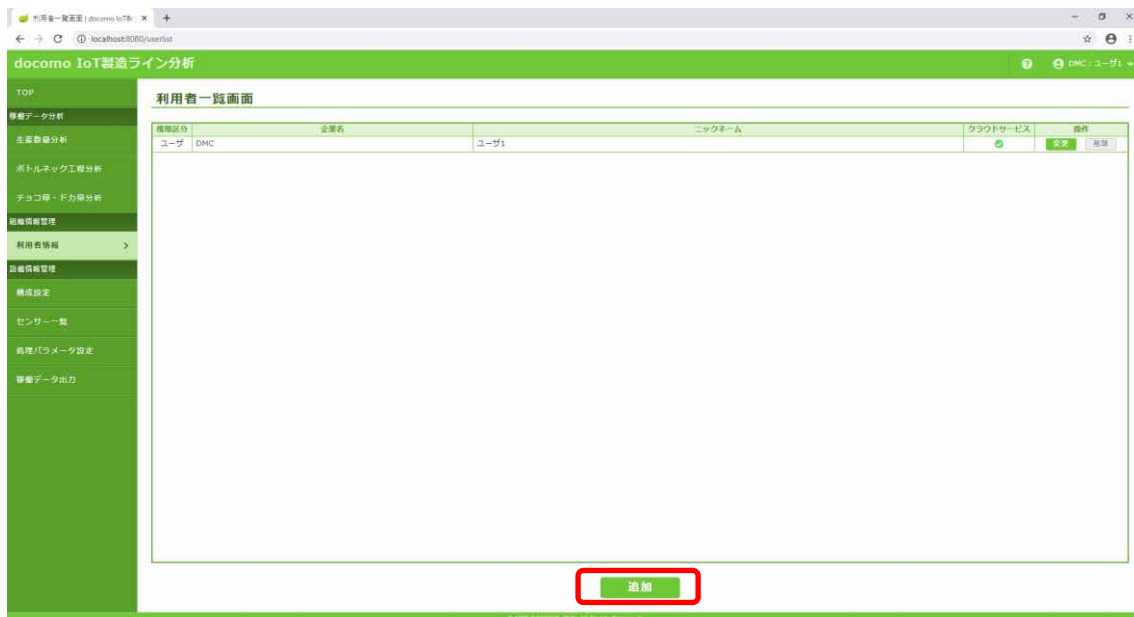 利用者一覧画面 | docomo IoT製
localhost:8080/userlist
docomo IoT製造ライン分析
DMC:ユーザ1
TOP
利用者一覧画面
稼働データ分析
権限区分 企業名 ニックネーム クラウドサービス 操作
生産数量分析
ユーザ DMC ユーザ1 変更 削除
ボトルネック工程分析
チョコ停・ドカ停分析
組織情報管理
利用者情報 >
設備情報管理
構成設定
センサー一覧
処理パラメータ設定
稼働データ出力
追加